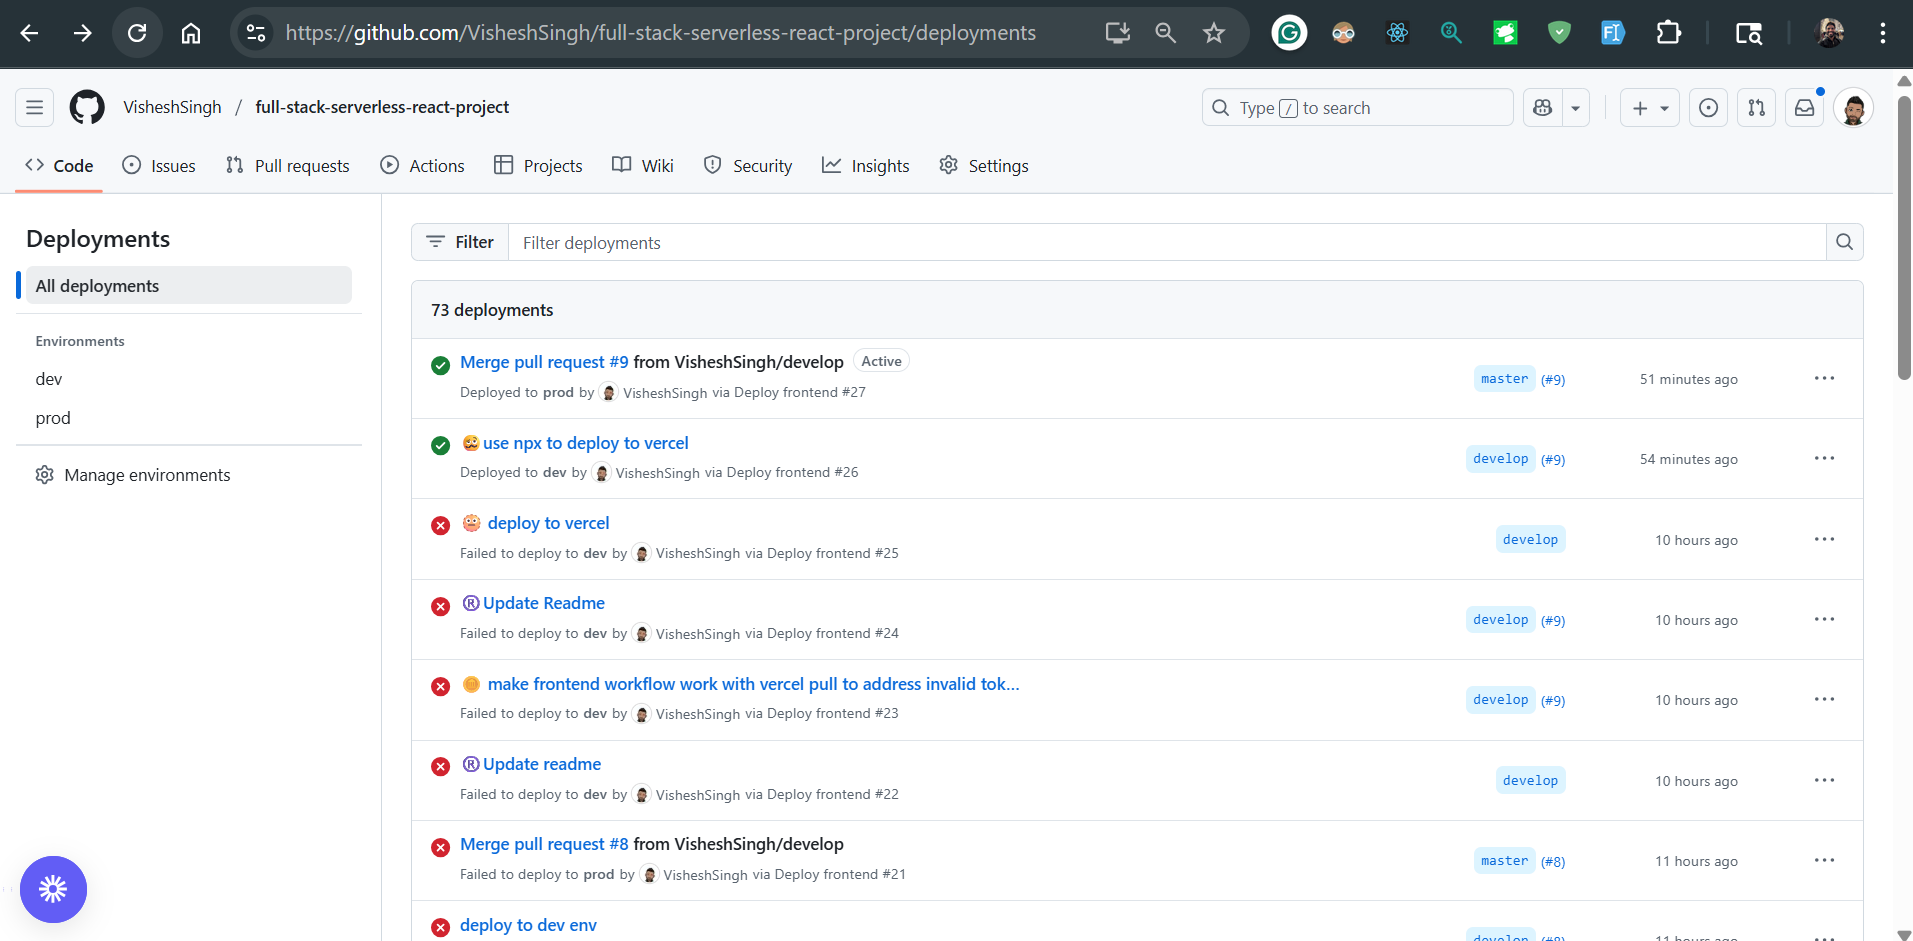 https://github.com/VisheshSingh/full-stack-serverless-react-project/deployments
VisheshSingh / full-stack-serverless-react-project
Type / to search
Code Issues Pull requests Actions Projects Wiki Security Insights Settings
Deployments
All deployments
Environments
dev
prod
Manage environments
Filter Filter deployments
73 deployments
Merge pull request #9 from VisheshSingh/develop Active
Deployed to prod by VisheshSingh via Deploy frontend #27
master (#9) 51 minutes ago
🥴use npx to deploy to vercel
Deployed to dev by VisheshSingh via Deploy frontend #26
develop (#9) 54 minutes ago
deploy to vercel
Failed to deploy to dev by VisheshSingh via Deploy frontend #25
develop 10 hours ago
®Update Readme
Failed to deploy to dev by VisheshSingh via Deploy frontend #24
develop (#9) 10 hours ago
make frontend workflow work with vercel pull to address invalid tok...
Failed to deploy to dev by VisheshSingh via Deploy frontend #23
develop (#9) 10 hours ago
®Update readme
Failed to deploy to dev by VisheshSingh via Deploy frontend #22
develop 10 hours ago
Merge pull request #8 from VisheshSingh/develop
Failed to deploy to prod by VisheshSingh via Deploy frontend #21
master (#8) 11 hours ago
deploy to dev env
develop (#8) 11 hours ago